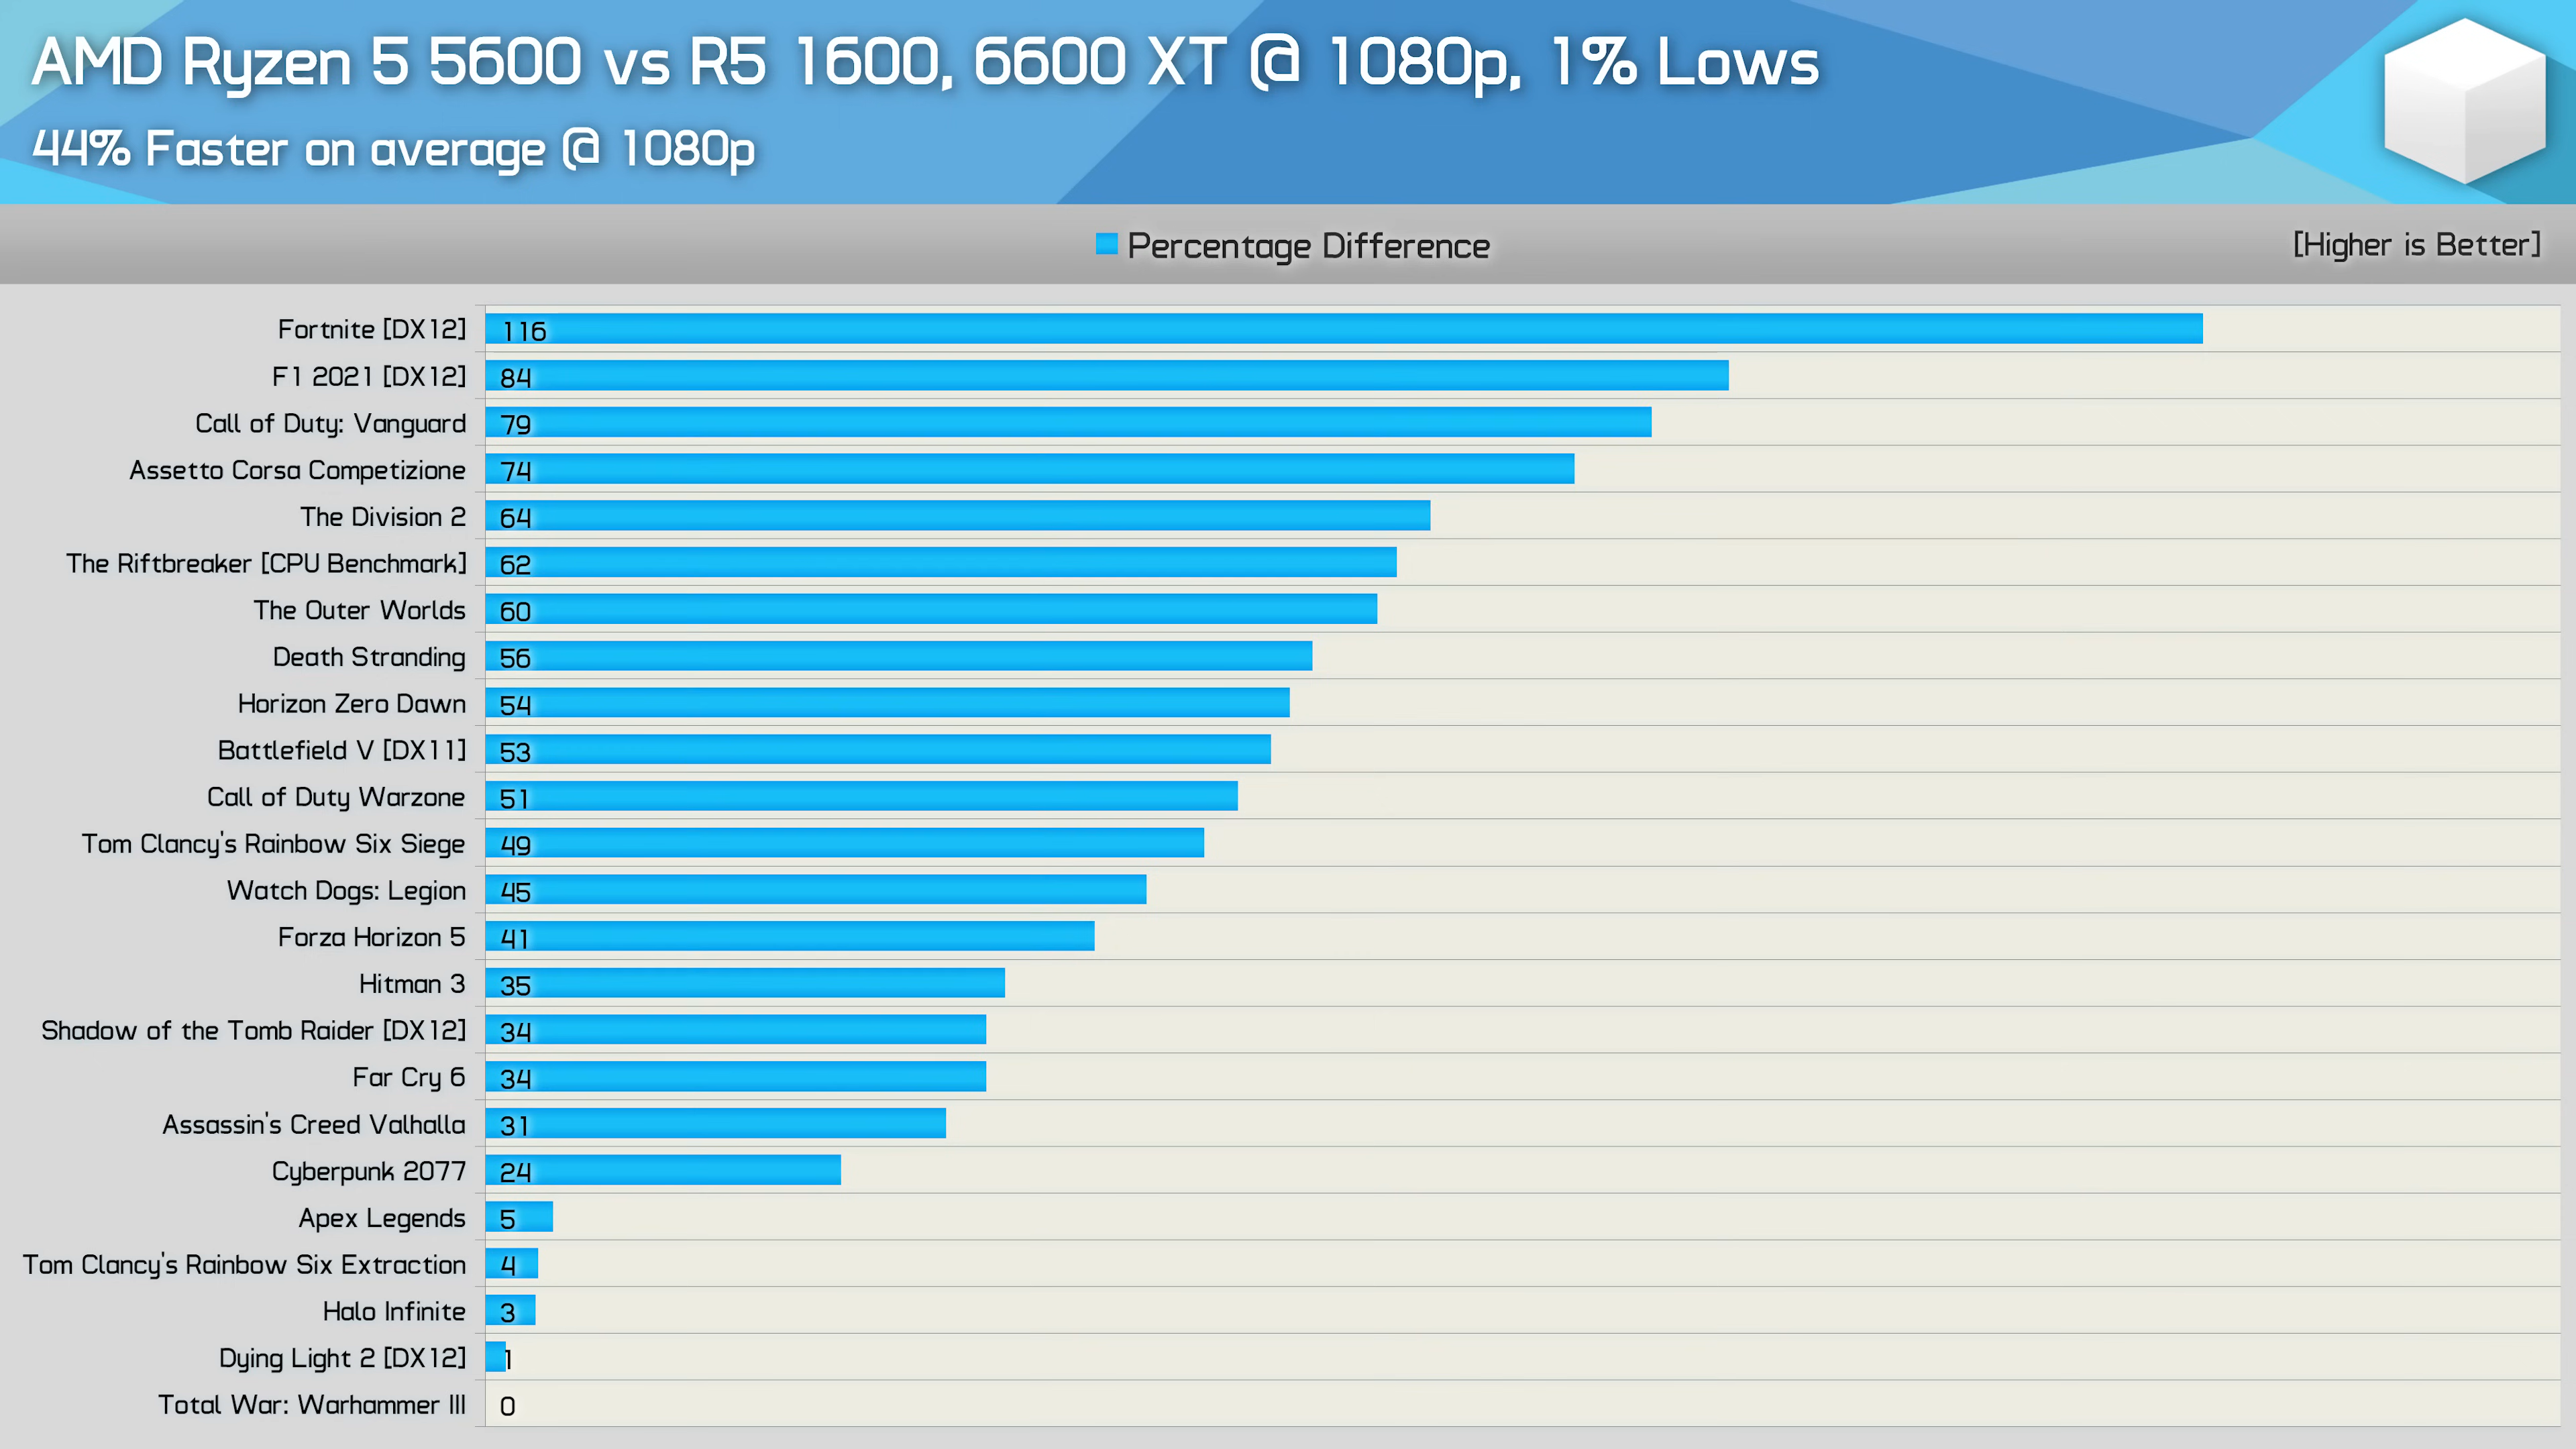 AMD Ryzen 5 5600 vs R5 1600, 6600 XT @ 1080p, 1% Lows
44% Faster on average @ 1080p
Percentage Difference
[Higher is Better]
Fortnite [DX12] 116
F1 2021 [DX12] 84
Call of Duty: Vanguard 79
Assetto Corsa Competizione 74
The Division 2 64
The Riftbreaker [CPU Benchmark] 62
The Outer Worlds 60
Death Stranding 56
Horizon Zero Dawn 54
Battlefield V [DX11] 53
Call of Duty Warzone 51
Tom Clancy's Rainbow Six Siege 49
Watch Dogs: Legion 45
Forza Horizon 5 41
Hitman 3 35
Shadow of the Tomb Raider [DX12] 34
Far Cry 6 34
Assassin's Creed Valhalla 31
Cyberpunk 2077 24
Apex Legends 5
Tom Clancy's Rainbow Six Extraction 4
Halo Infinite 3
Dying Light 2 [DX12] 1
Total War: Warhammer III 0